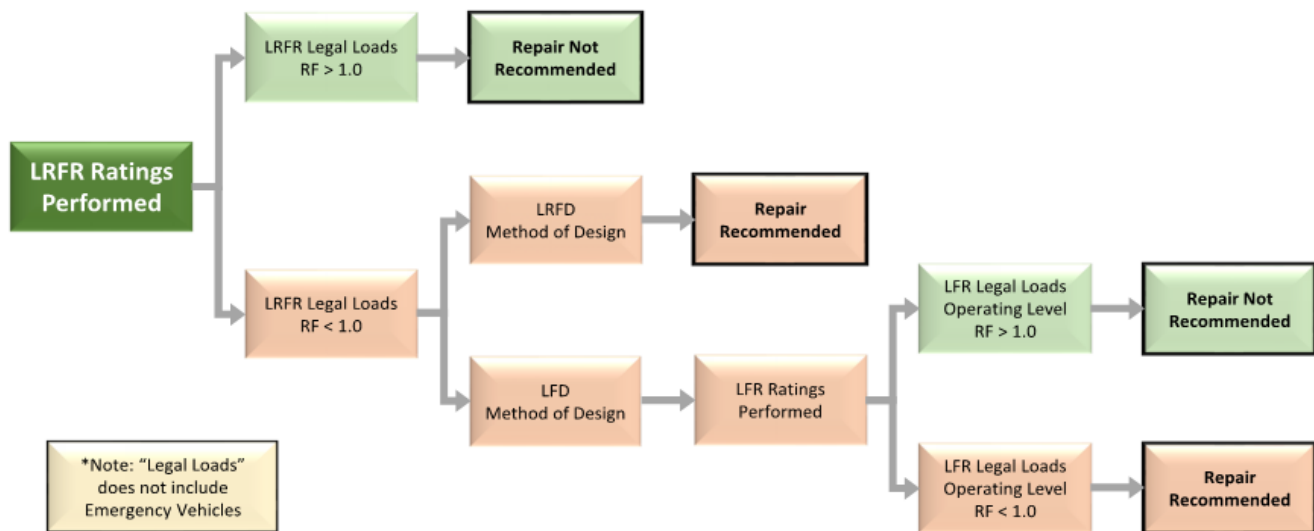 LRFR Legal Loads
RF > 1.0
Repair Not
Recommended
LRFR Ratings
Performed
LRFD
Method of Design
Repair
Recommended
LRFR Legal Loads
RF < 1.0
LFR Legal Loads
Operating Level
RF > 1.0
Repair Not
Recommended
LFD
Method of Design
LFR Ratings
Performed
*Note: “Legal Loads”
does not include
Emergency Vehicles
LFR Legal Loads
Operating Level
RF < 1.0
Repair
Recommended